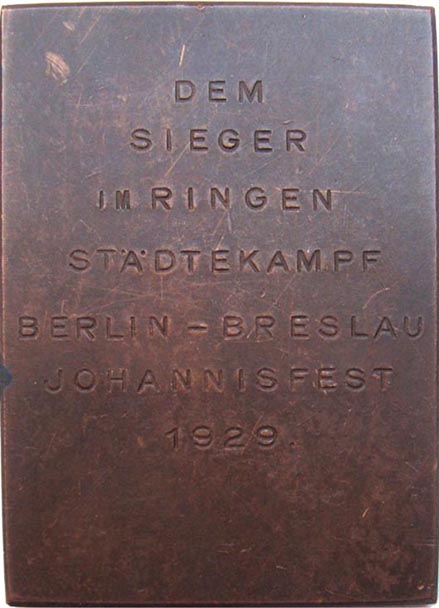 DEM
SIEGER
IM RINGEN
STÄDTEKAMPF
BERLIN – BRESLAU
JOHANNISFEST
1929.